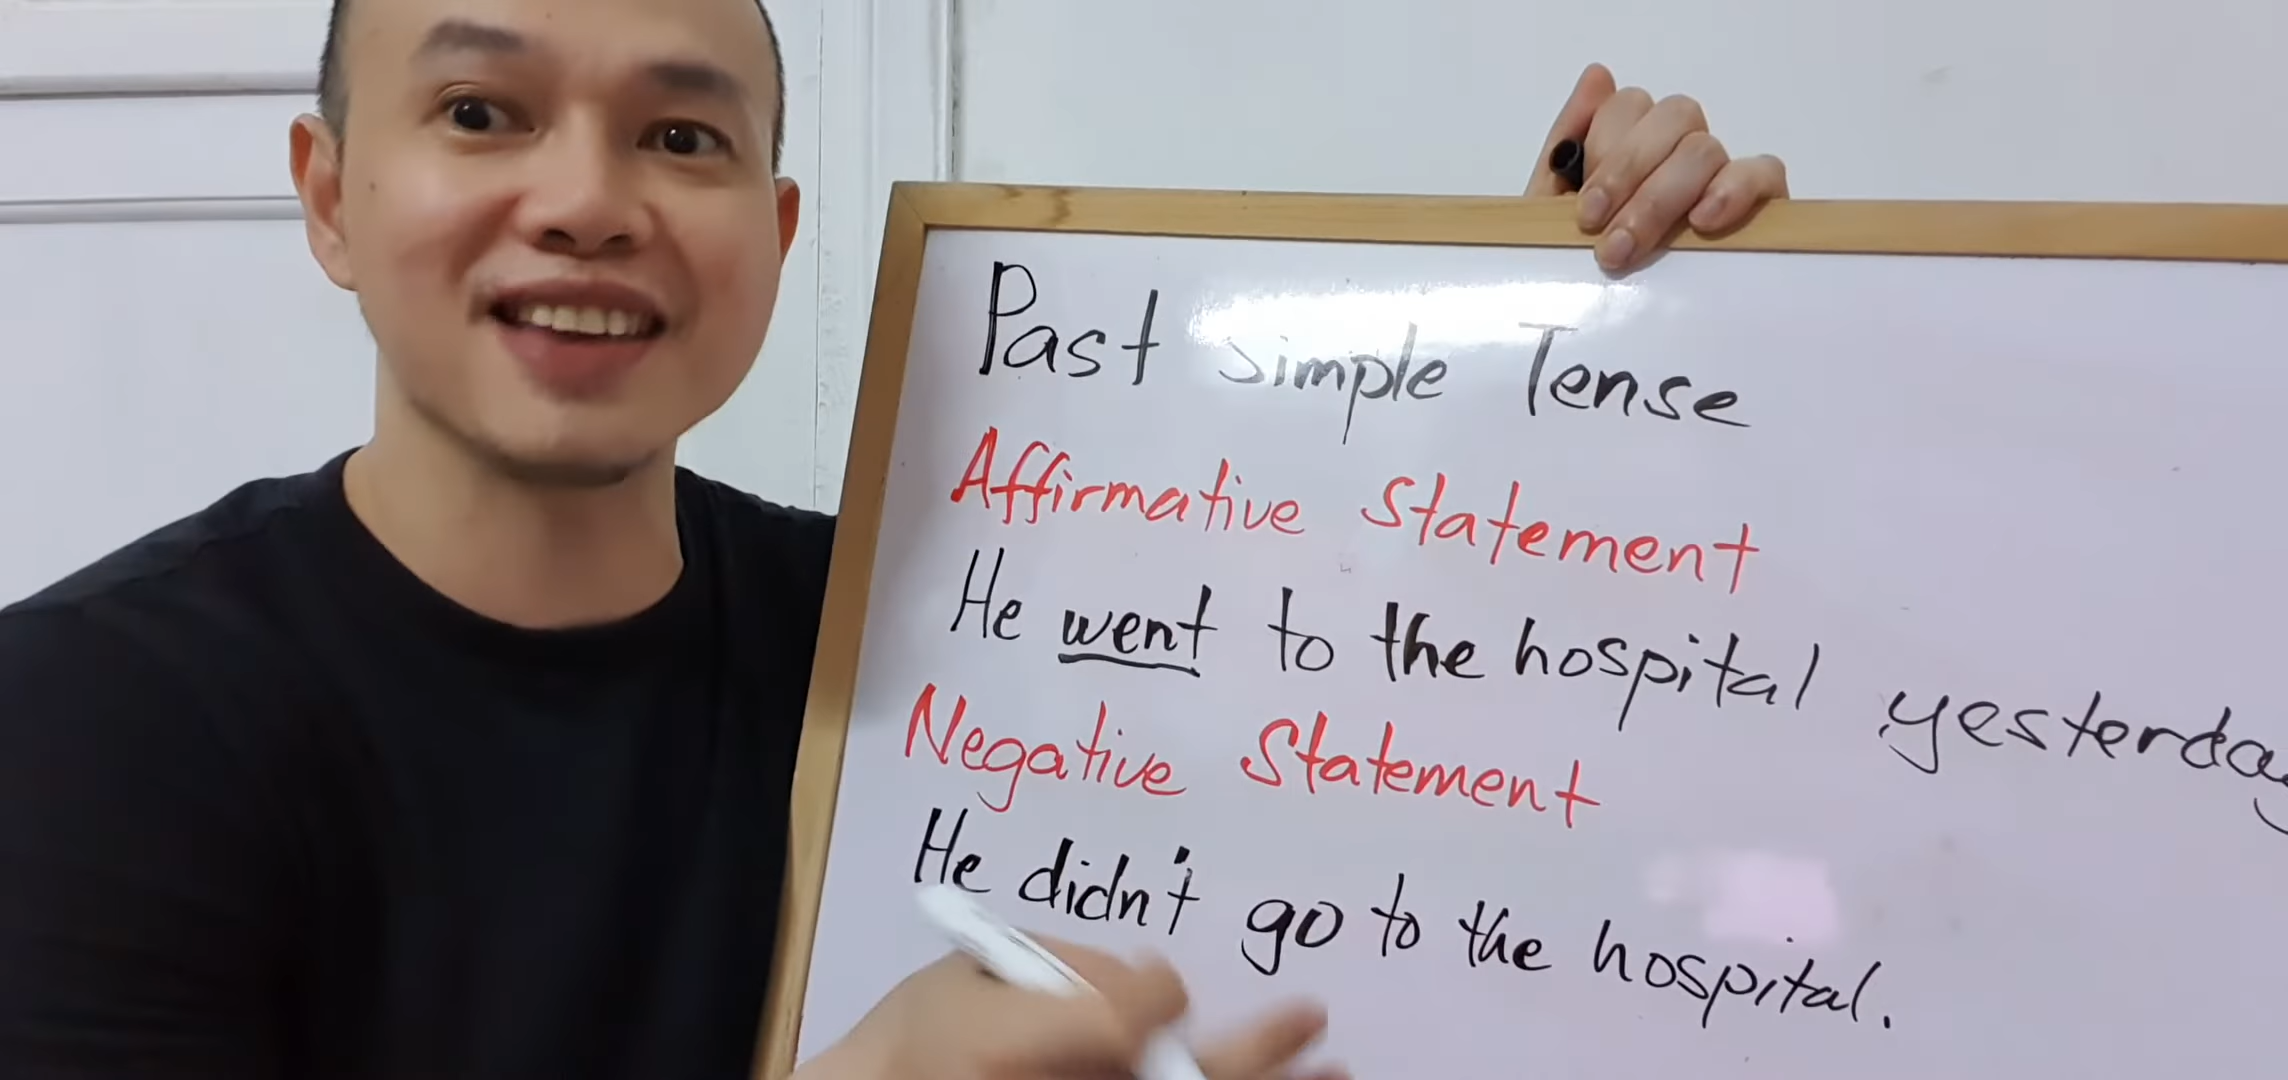 Past Simple Tense
Affirmative Statement
He went to the hospital yesterday
Negative Statement
He didn't go to the hospital.